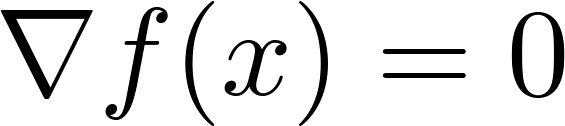 ∇f(x) = 0